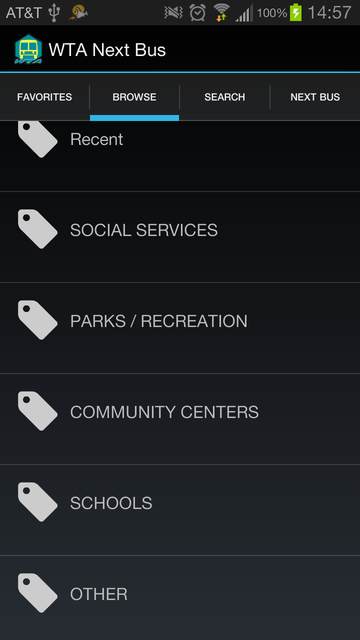 AT&T 100% 14:57
WTA Next Bus
FAVORITES BROWSE SEARCH NEXT BUS
Recent
SOCIAL SERVICES
PARKS / RECREATION
COMMUNITY CENTERS
SCHOOLS
OTHER